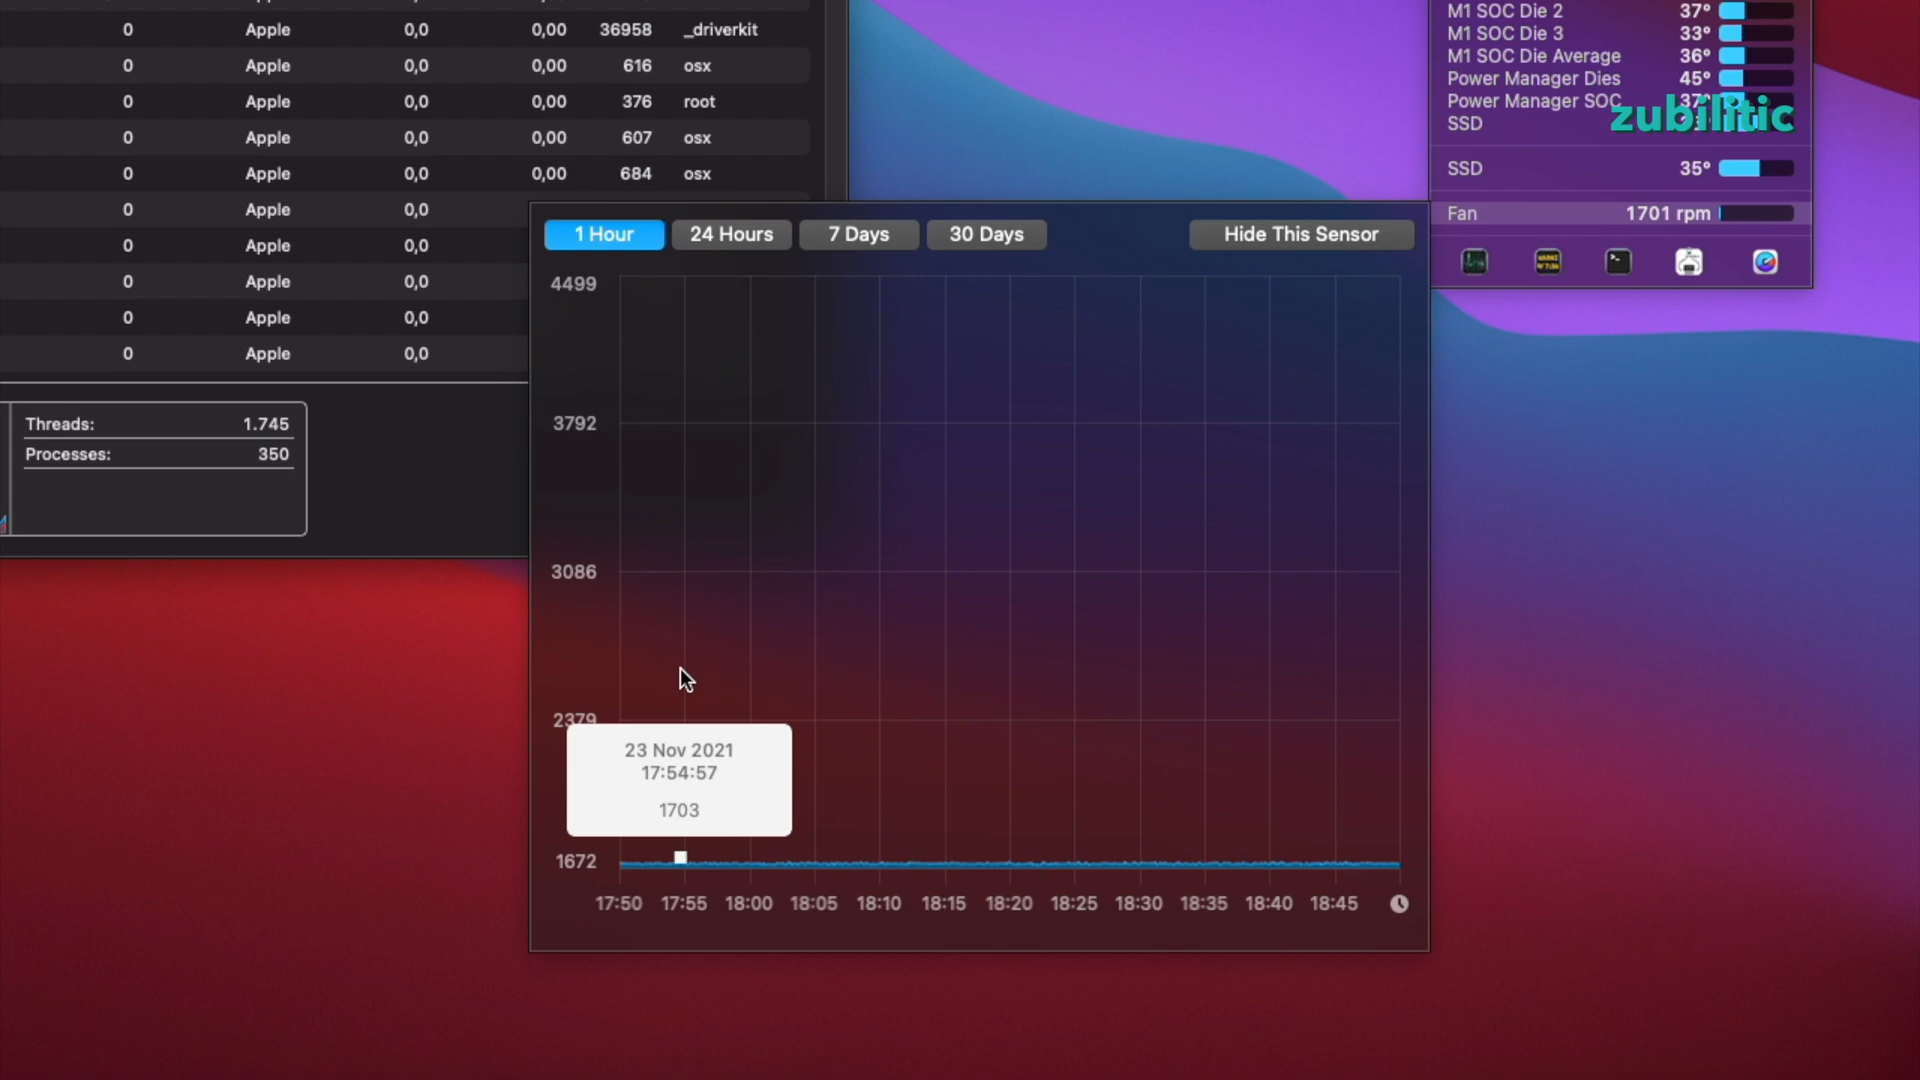 0 Apple 0,0 0,00 36958 _driverkit
0 Apple 0,0 0,00 616 osx
0 Apple 0,0 0,00 376 root
0 Apple 0,0 0,00 607 osx
0 Apple 0,0 0,00 684 osx
0 Apple 0,0
0 Apple 0,0
0 Apple 0,0
0 Apple 0,0
0 Apple 0,0
Threads: 1.745
Processes: 350
M1 SOC Die 2 37°
M1 SOC Die 3 33°
M1 SOC Die Average 36°
Power Manager Dies 45°
Power Manager SOC 37°
zubilitic
SSD
SSD 35°
Fan 1701 rpm
1 Hour 24 Hours 7 Days 30 Days Hide This Sensor
4499
3792
3086
2379
23 Nov 2021
17:54:57
1703
1672
17:50 17:55 18:00 18:05 18:10 18:15 18:20 18:25 18:30 18:35 18:40 18:45